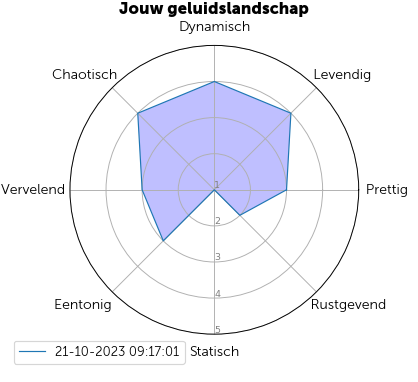 Jouw geluidslandschap
Dynamisch
Chaotisch
Levendig
Vervelend
1
Prettig
2
3
4
Eentonig
Rustgevend
5
21-10-2023 09:17:01
Statisch